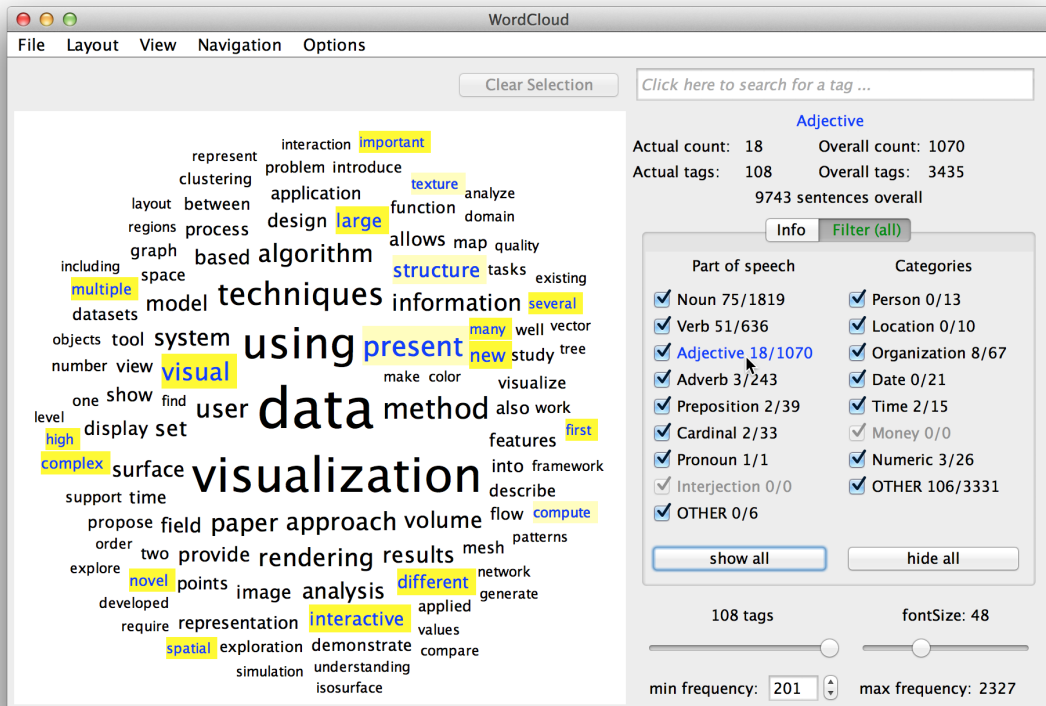 WordCloud
File Layout View Navigation Options
Clear Selection
Click here to search for a tag ...
interaction important
represent problem introduce
clustering texture
application analyze
layout between function
design large domain
regions process
allows map quality
graph based algorithm
including space structure tasks
existing
multiple techniques
model information several
datasets
many well vector
objects tool system using present
new study tree
number view visual
make color visualize
one show find
user data method also work
level
display set first
high features
complex surface visualization into framework
support time describe
propose field paper approach volume flow compute
order patterns
two provide rendering results mesh
explore network
novel points different
image analysis generate
developed applied
representation interactive
require values
spatial exploration demonstrate compare
simulation understanding
isosurface
Adjective
Actual count: 18 Overall count: 1070
Actual tags: 108 Overall tags: 3435
9743 sentences overall
Info Filter (all)
Part of speech Categories
Noun 75/1819 Person 0/13
Verb 51/636 Location 0/10
Adjective 18/1070 Organization 8/67
Adverb 3/243 Date 0/21
Preposition 2/39 Time 2/15
Cardinal 2/33 Money 0/0
Pronoun 1/1 Numeric 3/26
Interjection 0/0 OTHER 106/3331
OTHER 0/6
show all hide all
108 tags fontSize: 48
min frequency: 201 max frequency: 2327